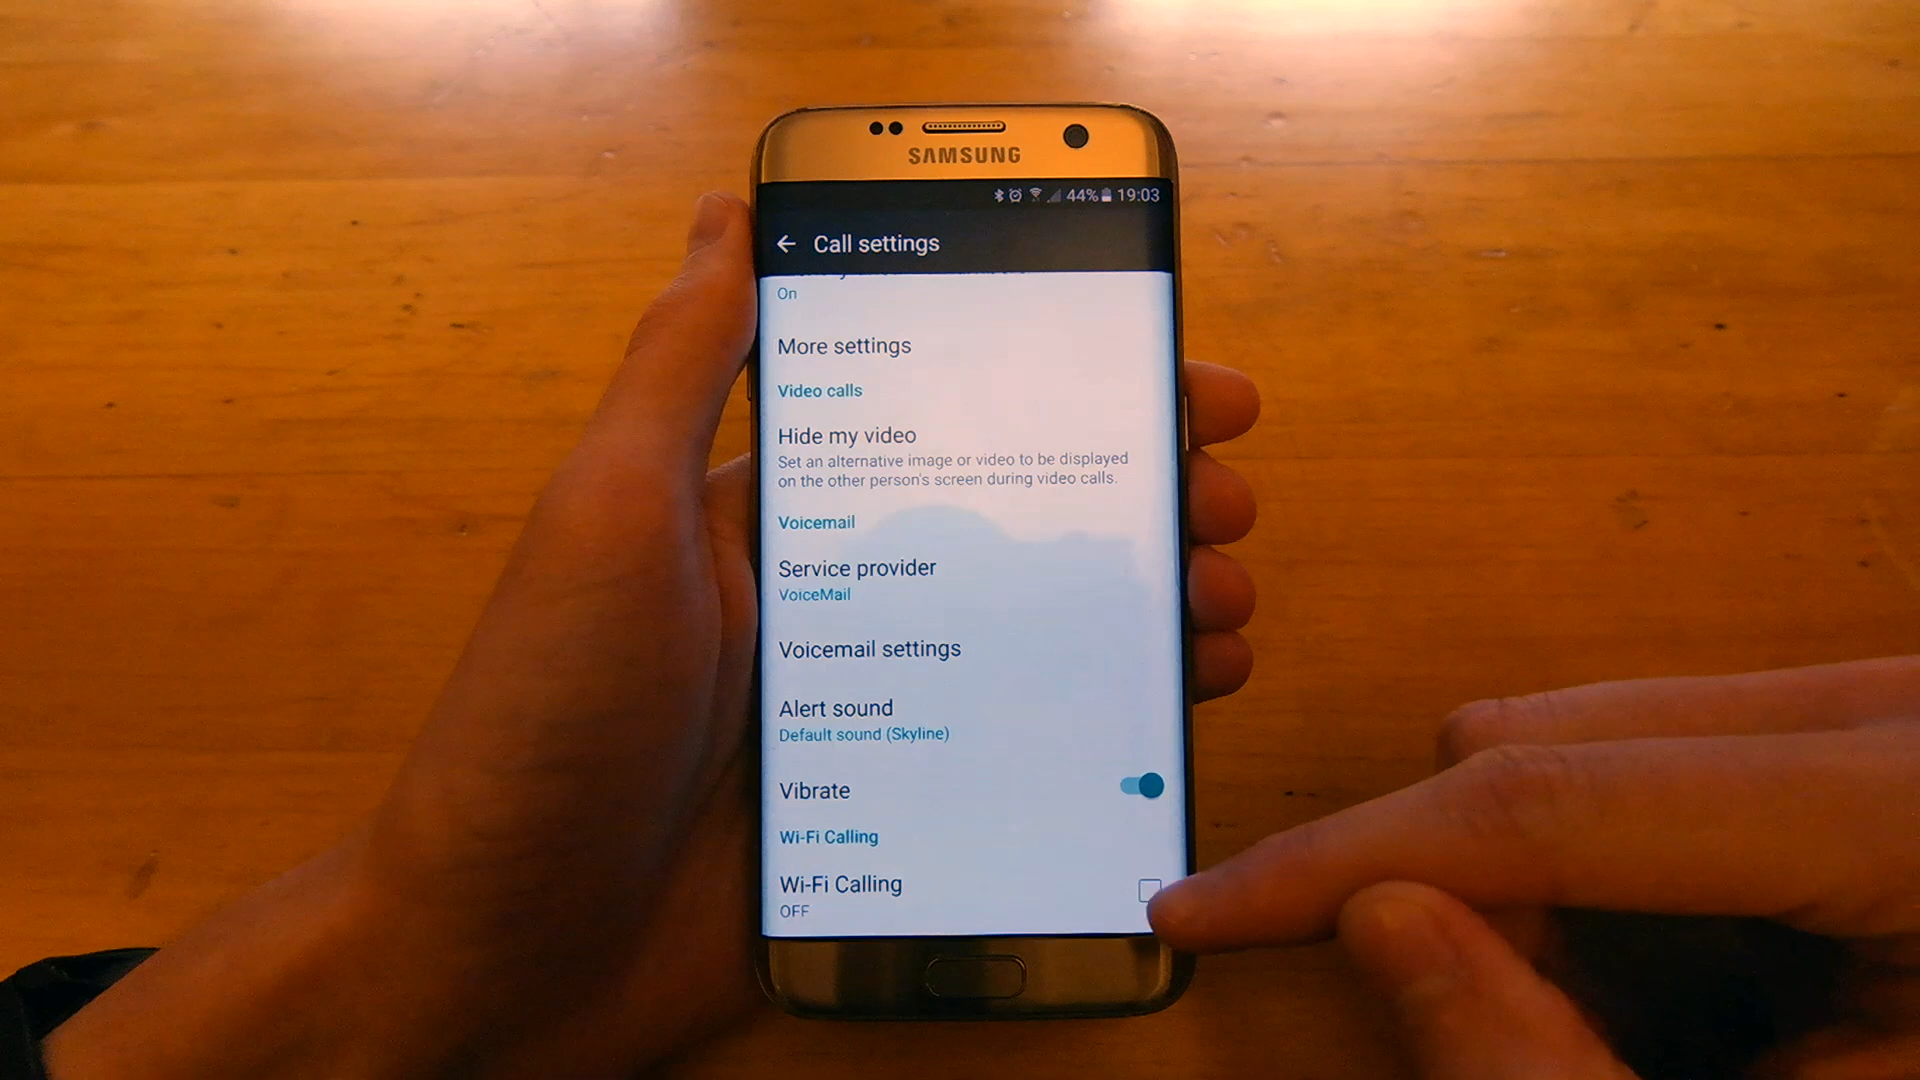 SAMSUNG
44% 19:03
Call settings
On
More settings
Video calls
Hide my video
Set an alternative image or video to be displayed
on the other person's screen during video calls.
Voicemail
Service provider
VoiceMail
Voicemail settings
Alert sound
Default sound (Skyline)
Vibrate
Wi-Fi Calling
Wi-Fi Calling
OFF